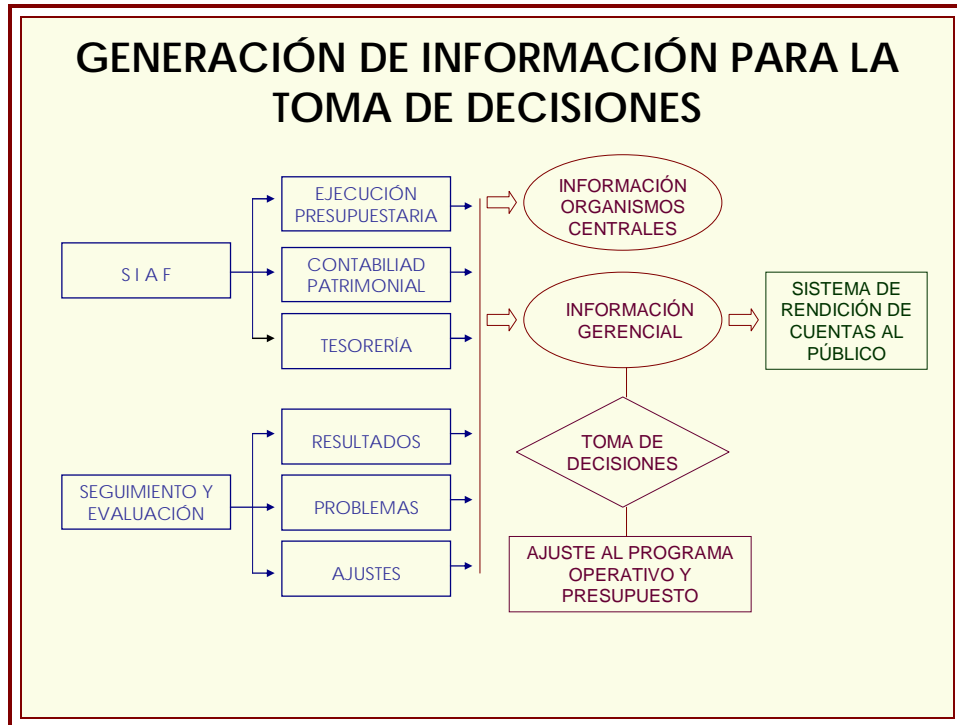 GENERACIÓN DE INFORMACIÓN PARA LA
TOMA DE DECISIONES
S I A F
EJECUCIÓN
PRESUPUESTARIA
CONTABILIAD
PATRIMONIAL
TESORERÍA
INFORMACIÓN
ORGANISMOS
CENTRALES
INFORMACIÓN
GERENCIAL
SISTEMA DE
RENDICIÓN DE
CUENTAS AL
PÚBLICO
SEGUIMIENTO Y
EVALUACIÓN
RESULTADOS
PROBLEMAS
AJUSTES
TOMA DE
DECISIONES
AJUSTE AL PROGRAMA
OPERATIVO Y
PRESUPUESTO